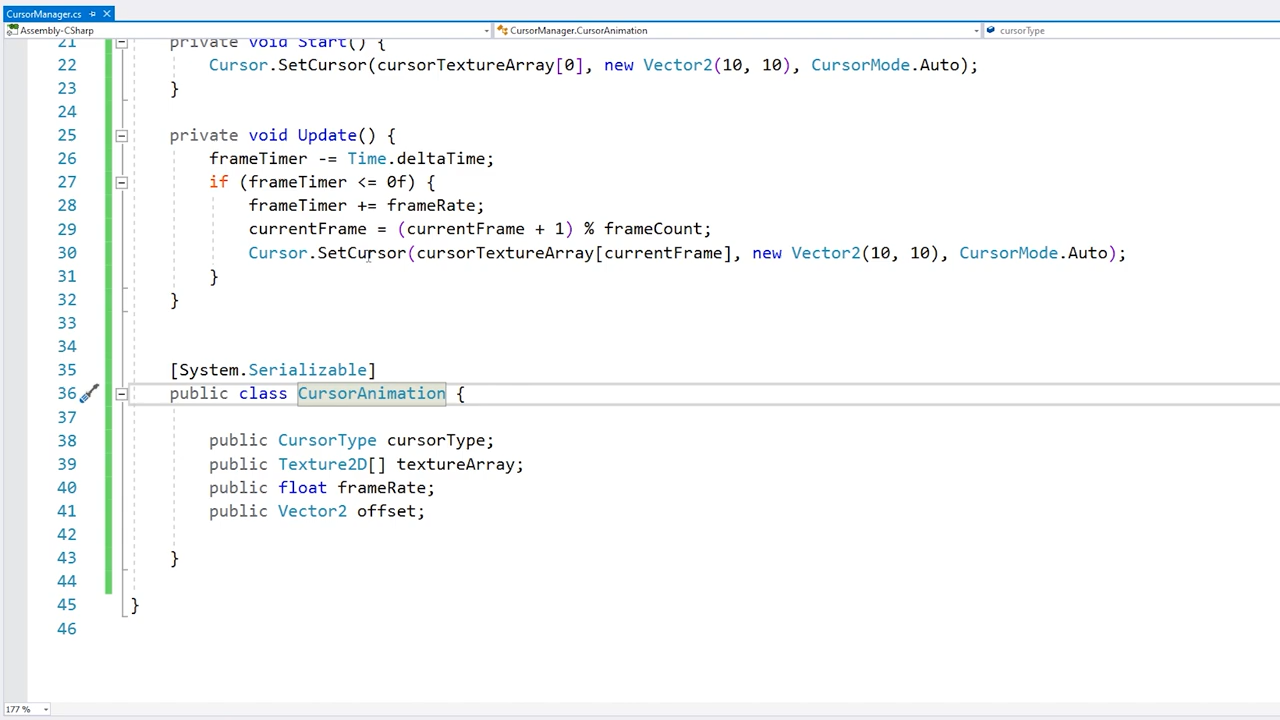 CursorManager.cs
Assembly-CSharp CursorManager.CursorAnimation cursorType
21 private void Start() {
22 Cursor.SetCursor(cursorTextureArray[0], new Vector2(10, 10), CursorMode.Auto);
23 }
24
25 private void Update() {
26 frameTimer -= Time.deltaTime;
27 if (frameTimer <= 0f) {
28 frameTimer += frameRate;
29 currentFrame = (currentFrame + 1) % frameCount;
30 Cursor.SetCursor(cursorTextureArray[currentFrame], new Vector2(10, 10), CursorMode.Auto);
31 }
32 }
33
34
35 [System.Serializable]
36 public class CursorAnimation {
37
38 public CursorType cursorType;
39 public Texture2D[] textureArray;
40 public float frameRate;
41 public Vector2 offset;
42
43 }
44
45 }
46
177 %